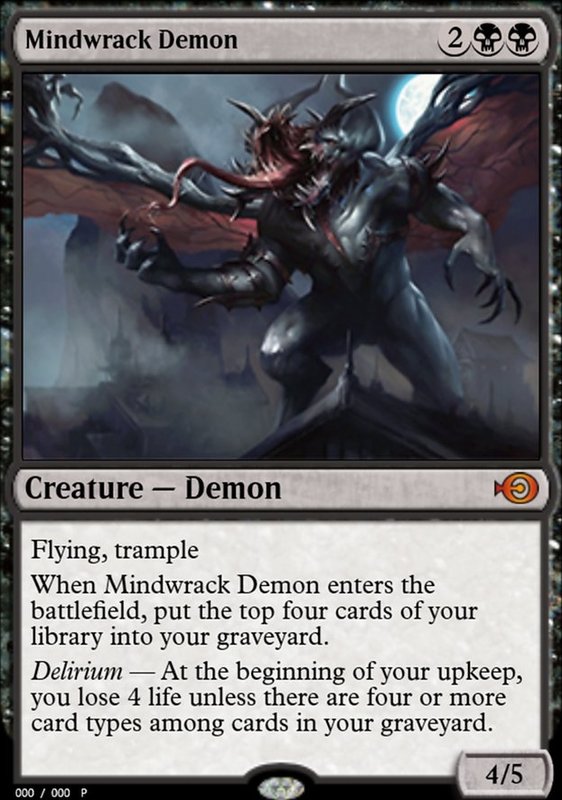 Mindwrack Demon 2
Creature — Demon
Flying, trample
When Mindwrack Demon enters the
battlefield, put the top four cards of your
library into your graveyard.
Delirium — At the beginning of your upkeep,
you lose 4 life unless there are four or more
card types among cards in your graveyard.
4/5
000 / 000 P